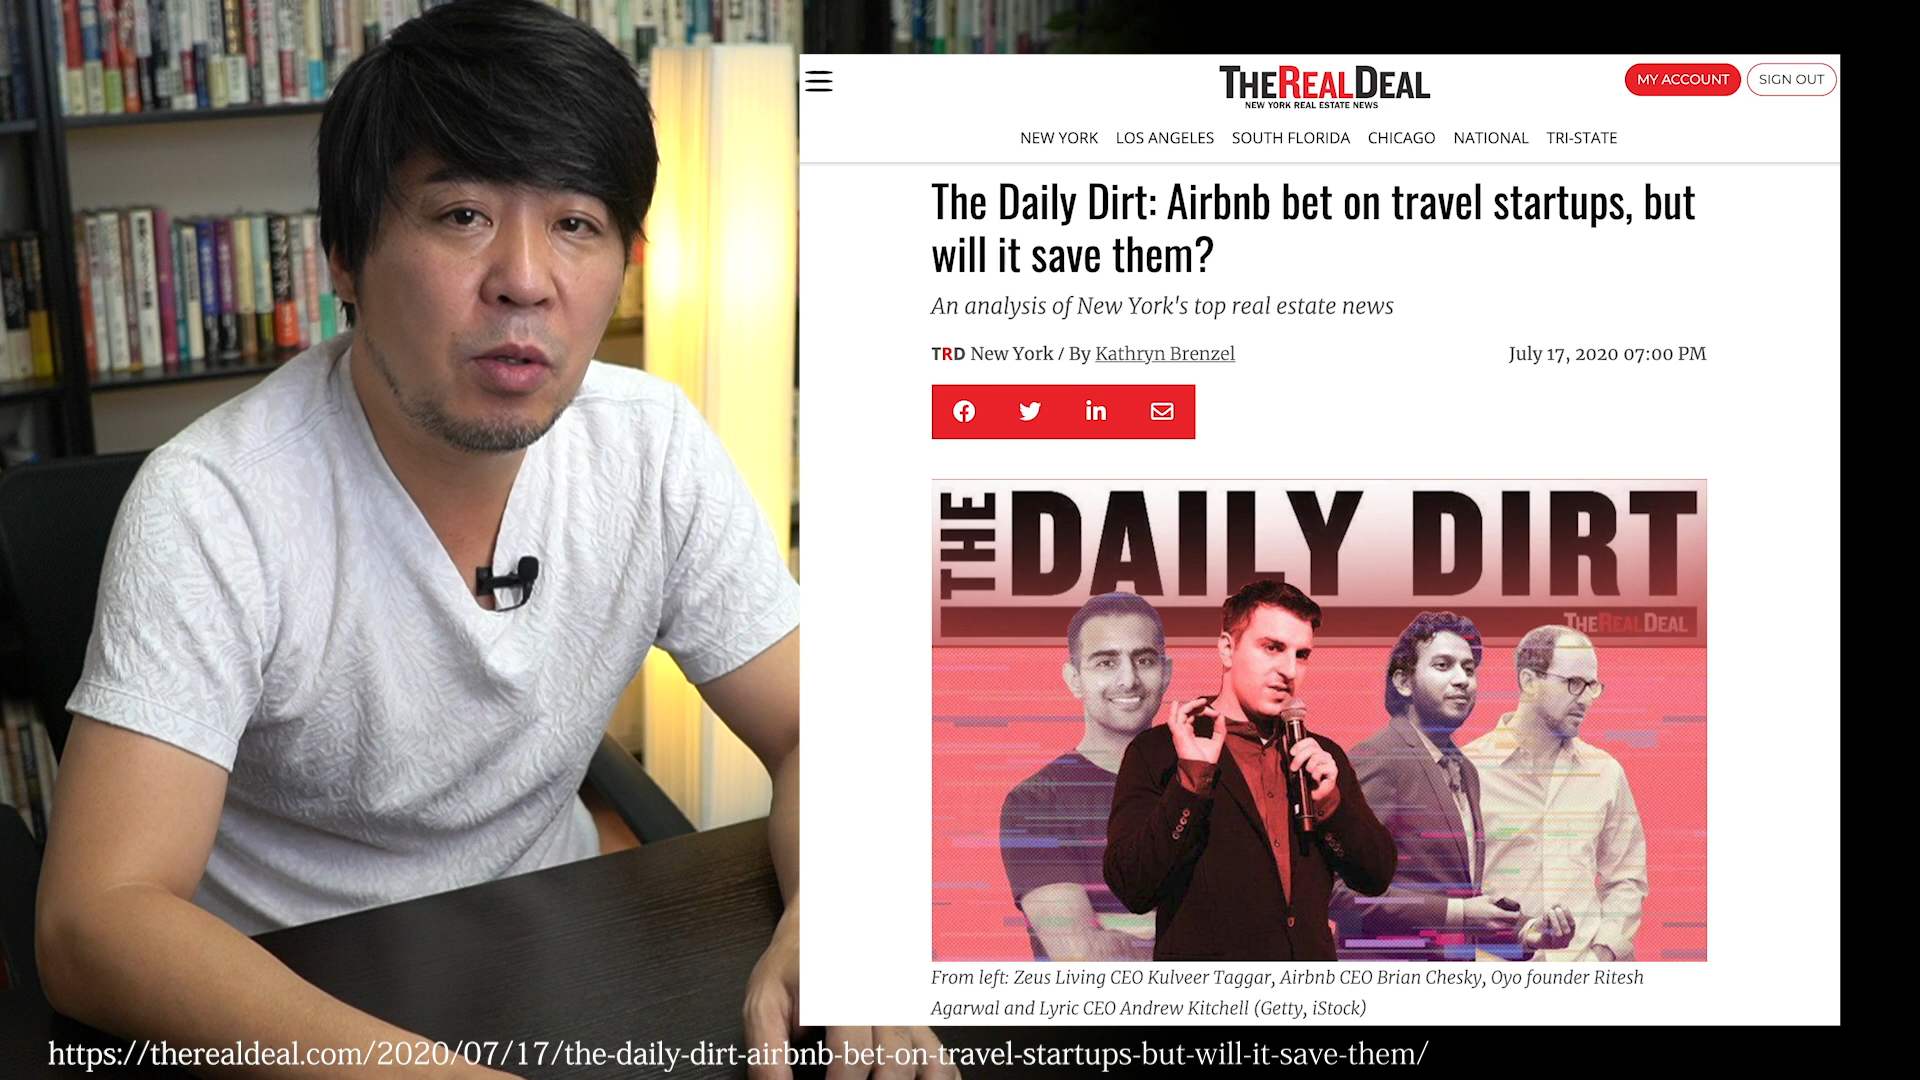 THEREALDEAL
NEW YORK REAL ESTATE NEWS
MY ACCOUNT
SIGN OUT
NEW YORK LOS ANGELES SOUTH FLORIDA CHICAGO NATIONAL TRI-STATE
The Daily Dirt: Airbnb bet on travel startups, but
will it save them?
An analysis of New York's top real estate news
TRD New York / By Kathryn Brenzel
July 17, 2020 07:00 PM
THE DAILY DIRT
THEREALDEAL
From left: Zeus Living CEO Kulveer Taggar, Airbnb CEO Brian Chesky, Oyo founder Ritesh
Agarwal and Lyric CEO Andrew Kitchell (Getty, iStock)
https://therealdeal.com/2020/07/17/the-daily-dirt-airbnb-bet-on-travel-startups-but-will-it-save-them/